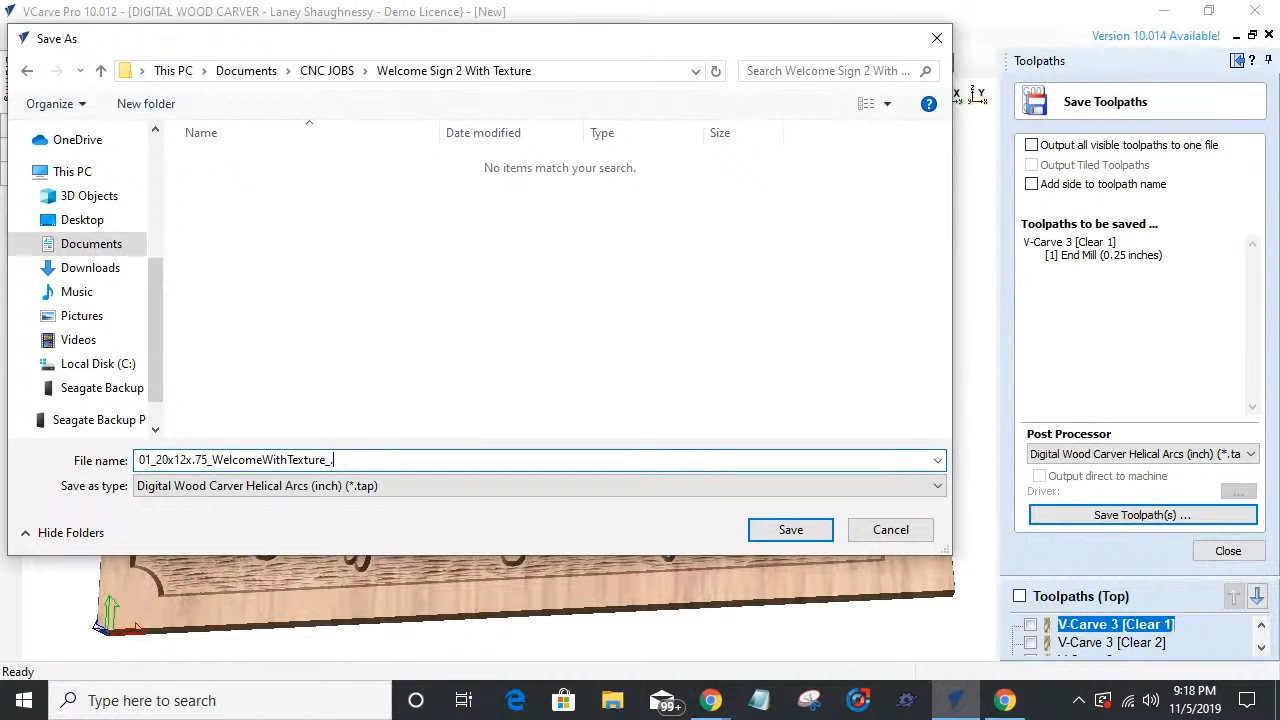 VCarve Pro 10.012 - {DIGITAL WOOD CARVER - Laney Shaughnessy - Demo Licence} - [New]
Version 10.014 Available!
Save As
This PC > Documents > CNC JOBS > Welcome Sign 2 With Texture
Search Welcome Sign 2 With ...
Organize
New folder
Name
Date modified
Type
Size
No items match your search.
OneDrive
This PC
3D Objects
Desktop
Documents
Downloads
Music
Pictures
Videos
Local Disk (C:)
Seagate Backup
Seagate Backup P
File name: 01_20x12x.75_WelcomeWithTexture_.
Save as type: Digital Wood Carver Helical Arcs (inch) (*.tap)
Hide Folders
Save
Cancel
X Y
Toolpaths
Save Toolpaths
Output all visible toolpaths to one file
Output Tiled Toolpaths
Add side to toolpath name
Toolpaths to be saved ...
V-Carve 3 [Clear 1]
[1] End Mill (0.25 inches)
Post Processor
Digital Wood Carver Helical Arcs (inch) (*.ta
Output direct to machine
Driver:
...
Save Toolpath(s) ...
Close
Toolpaths (Top)
V-Carve 3 [Clear 1]
V-Carve 3 [Clear 2]
Ready
Type here to search
99+
9:18 PM
11/5/2019